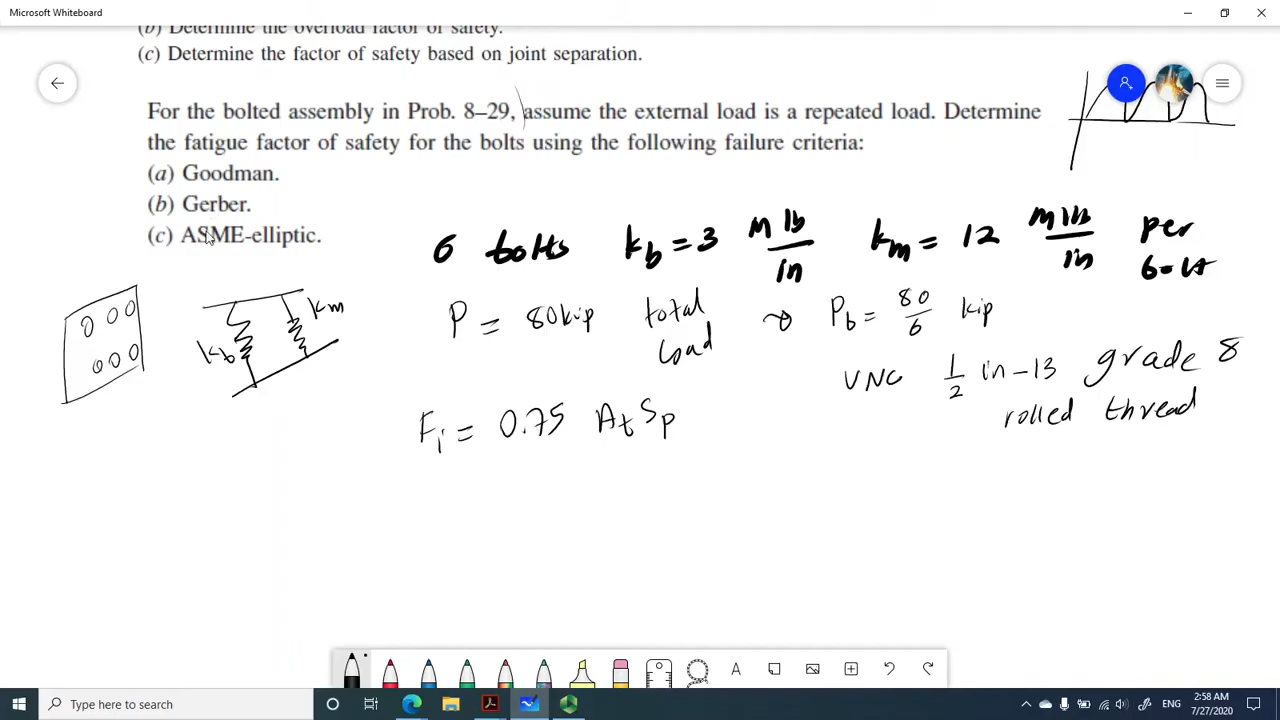 Microsoft Whiteboard
(b) Determine the overload factor of safety.
(c) Determine the factor of safety based on joint separation.
For the bolted assembly in Prob. 8–29, assume the external load is a repeated load. Determine
the fatigue factor of safety for the bolts using the following failure criteria:
(a) Goodman.
(b) Gerber.
(c) ASME-elliptic.
6 bolts kb = 3 Mlb/in km = 12 Mlb/in per bolt
kb km
P = 80kip total load ⇝ Pb = 80/6 kip
UNC 1/2 in-13 grade 8
rolled thread
Fi = 0.75 At Sp
A
Type here to search
ENG
2:58 AM
7/27/2020